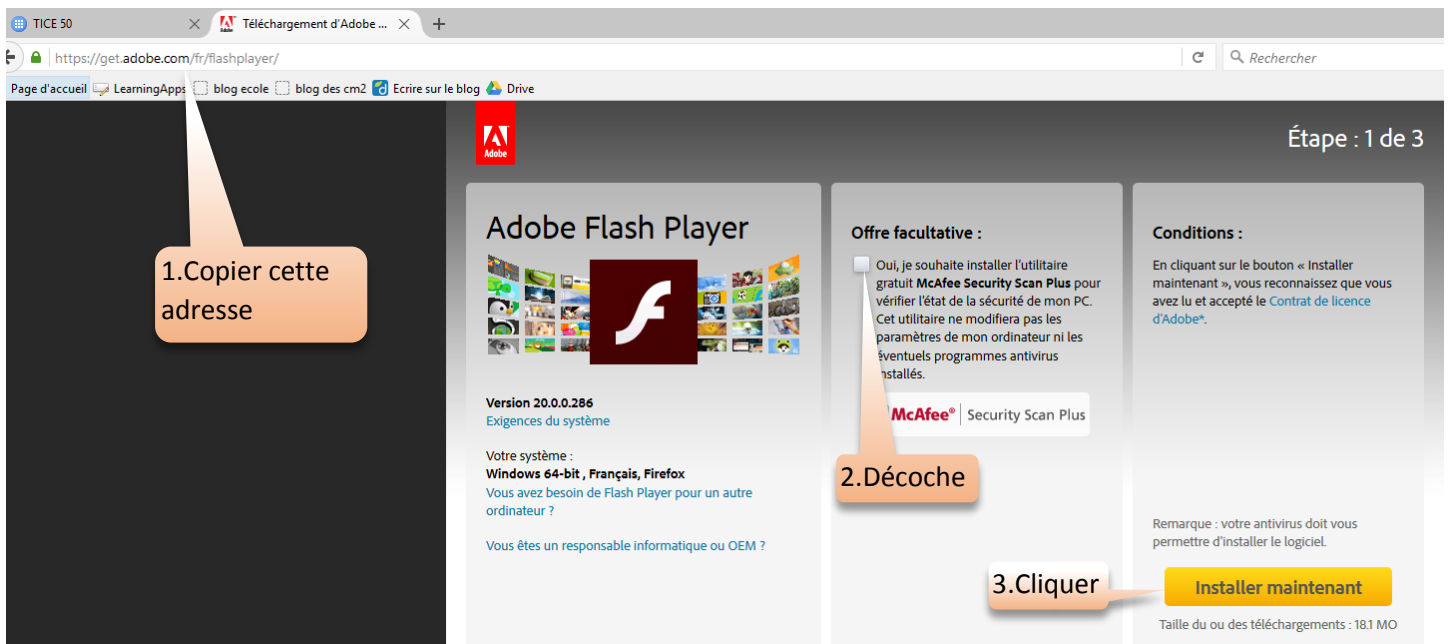 TICE 50
Téléchargement d'Adobe ...
https://get.adobe.com/fr/flashplayer/
Rechercher
Page d'accueil LearningApps blog ecole blog des cm2 Ecrire sur le blog Drive
Adobe
Étape : 1 de 3
1.Copier cette
adresse
Adobe Flash Player
Version 20.0.0.286
Exigences du système
Votre système :
Windows 64-bit , Français, Firefox
Vous avez besoin de Flash Player pour un autre
ordinateur ?
Vous êtes un responsable informatique ou OEM ?
Offre facultative :
Oui, je souhaite installer l'utilitaire
gratuit McAfee Security Scan Plus pour
vérifier l'état de la sécurité de mon PC.
Cet utilitaire ne modifiera pas les
paramètres de mon ordinateur ni les
éventuels programmes antivirus
installés.
McAfee® Security Scan Plus
2.Décoche
Conditions :
En cliquant sur le bouton « Installer
maintenant », vous reconnaissez que vous
avez lu et accepté le Contrat de licence
d'Adobe*.
Remarque : votre antivirus doit vous
permettre d'installer le logiciel.
3.Cliquer
Installer maintenant
Taille du ou des téléchargements : 18.1 MO